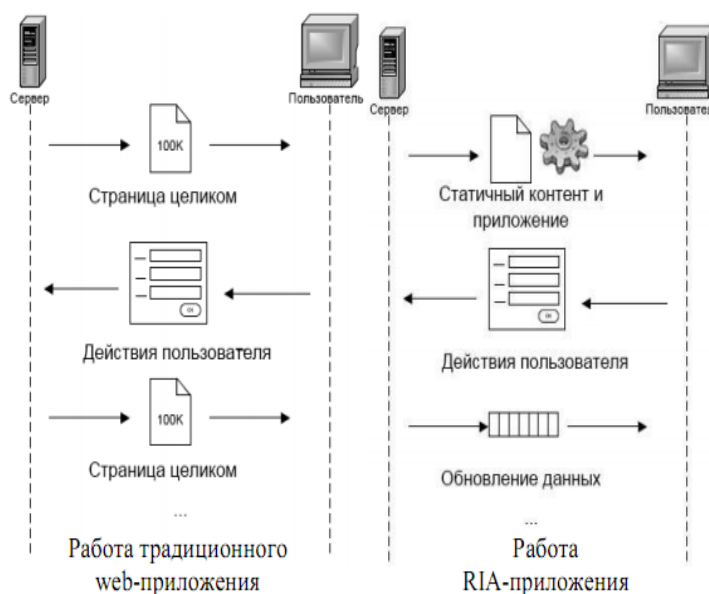 Сервер
Пользователь
100K
Страница целиком
Действия пользователя
100K
Страница целиком
...
Работа традиционного
web-приложения
Сервер
Пользовател
Статичный контент и
приложение
Действия пользователя
Обновление данных
...
Работа
RIA-приложения